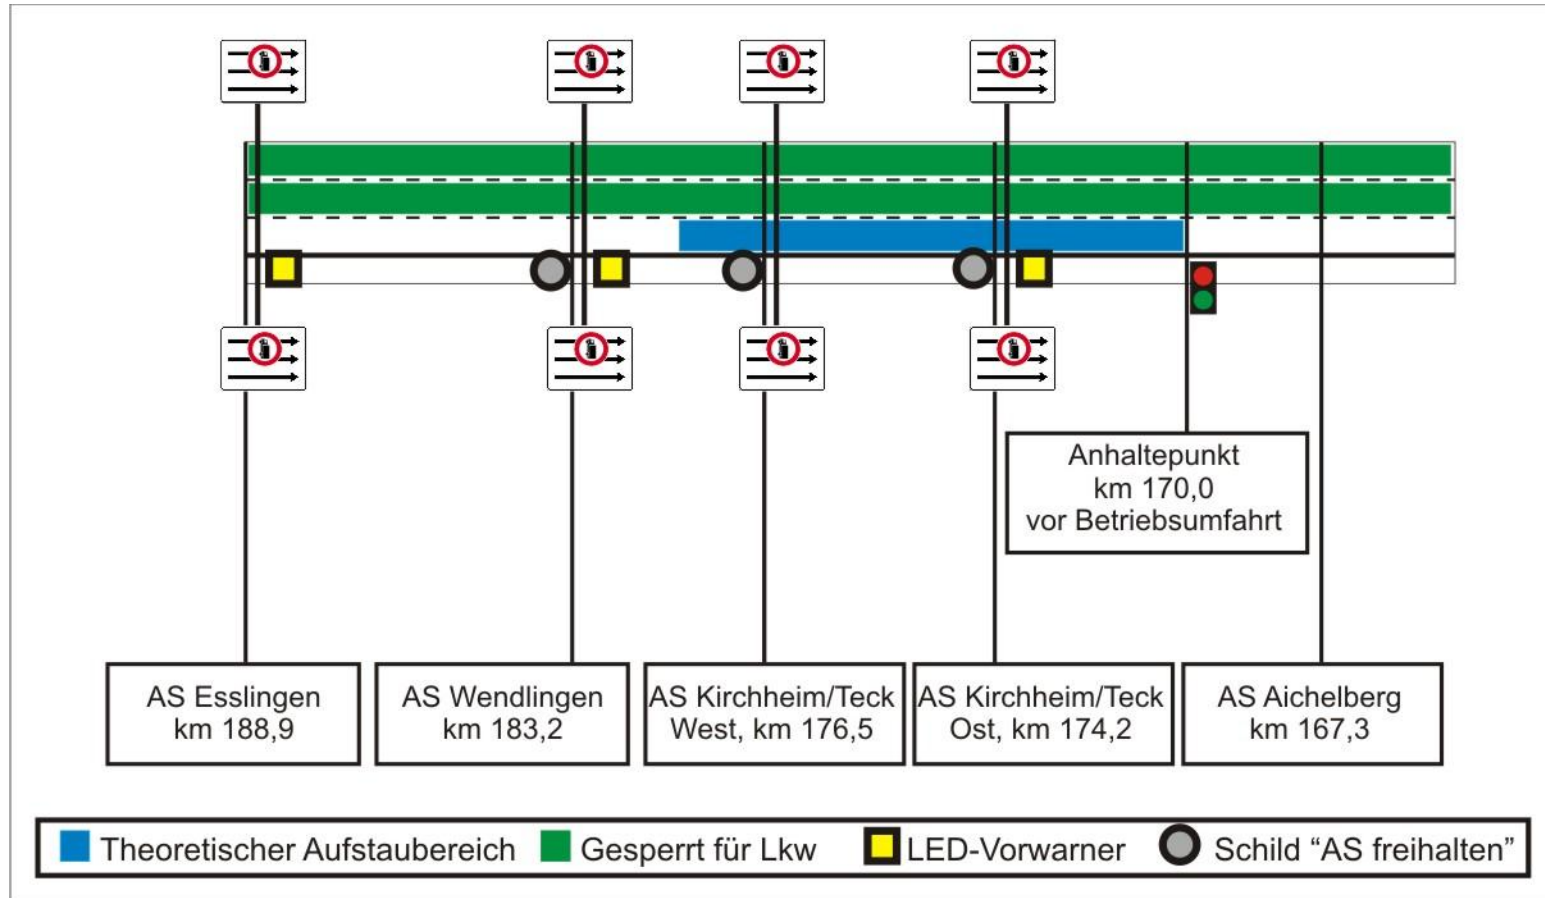 Anhaltepunkt
km 170,0
vor Betriebsumfahrt
AS Esslingen
km 188,9
AS Wendlingen
km 183,2
AS Kirchheim/Teck
West, km 176,5
AS Kirchheim/Teck
Ost, km 174,2
AS Aichelberg
km 167,3
Theoretischer Aufstaubereich
Gesperrt für Lkw
LED-Vorwarner
Schild “AS freihalten”